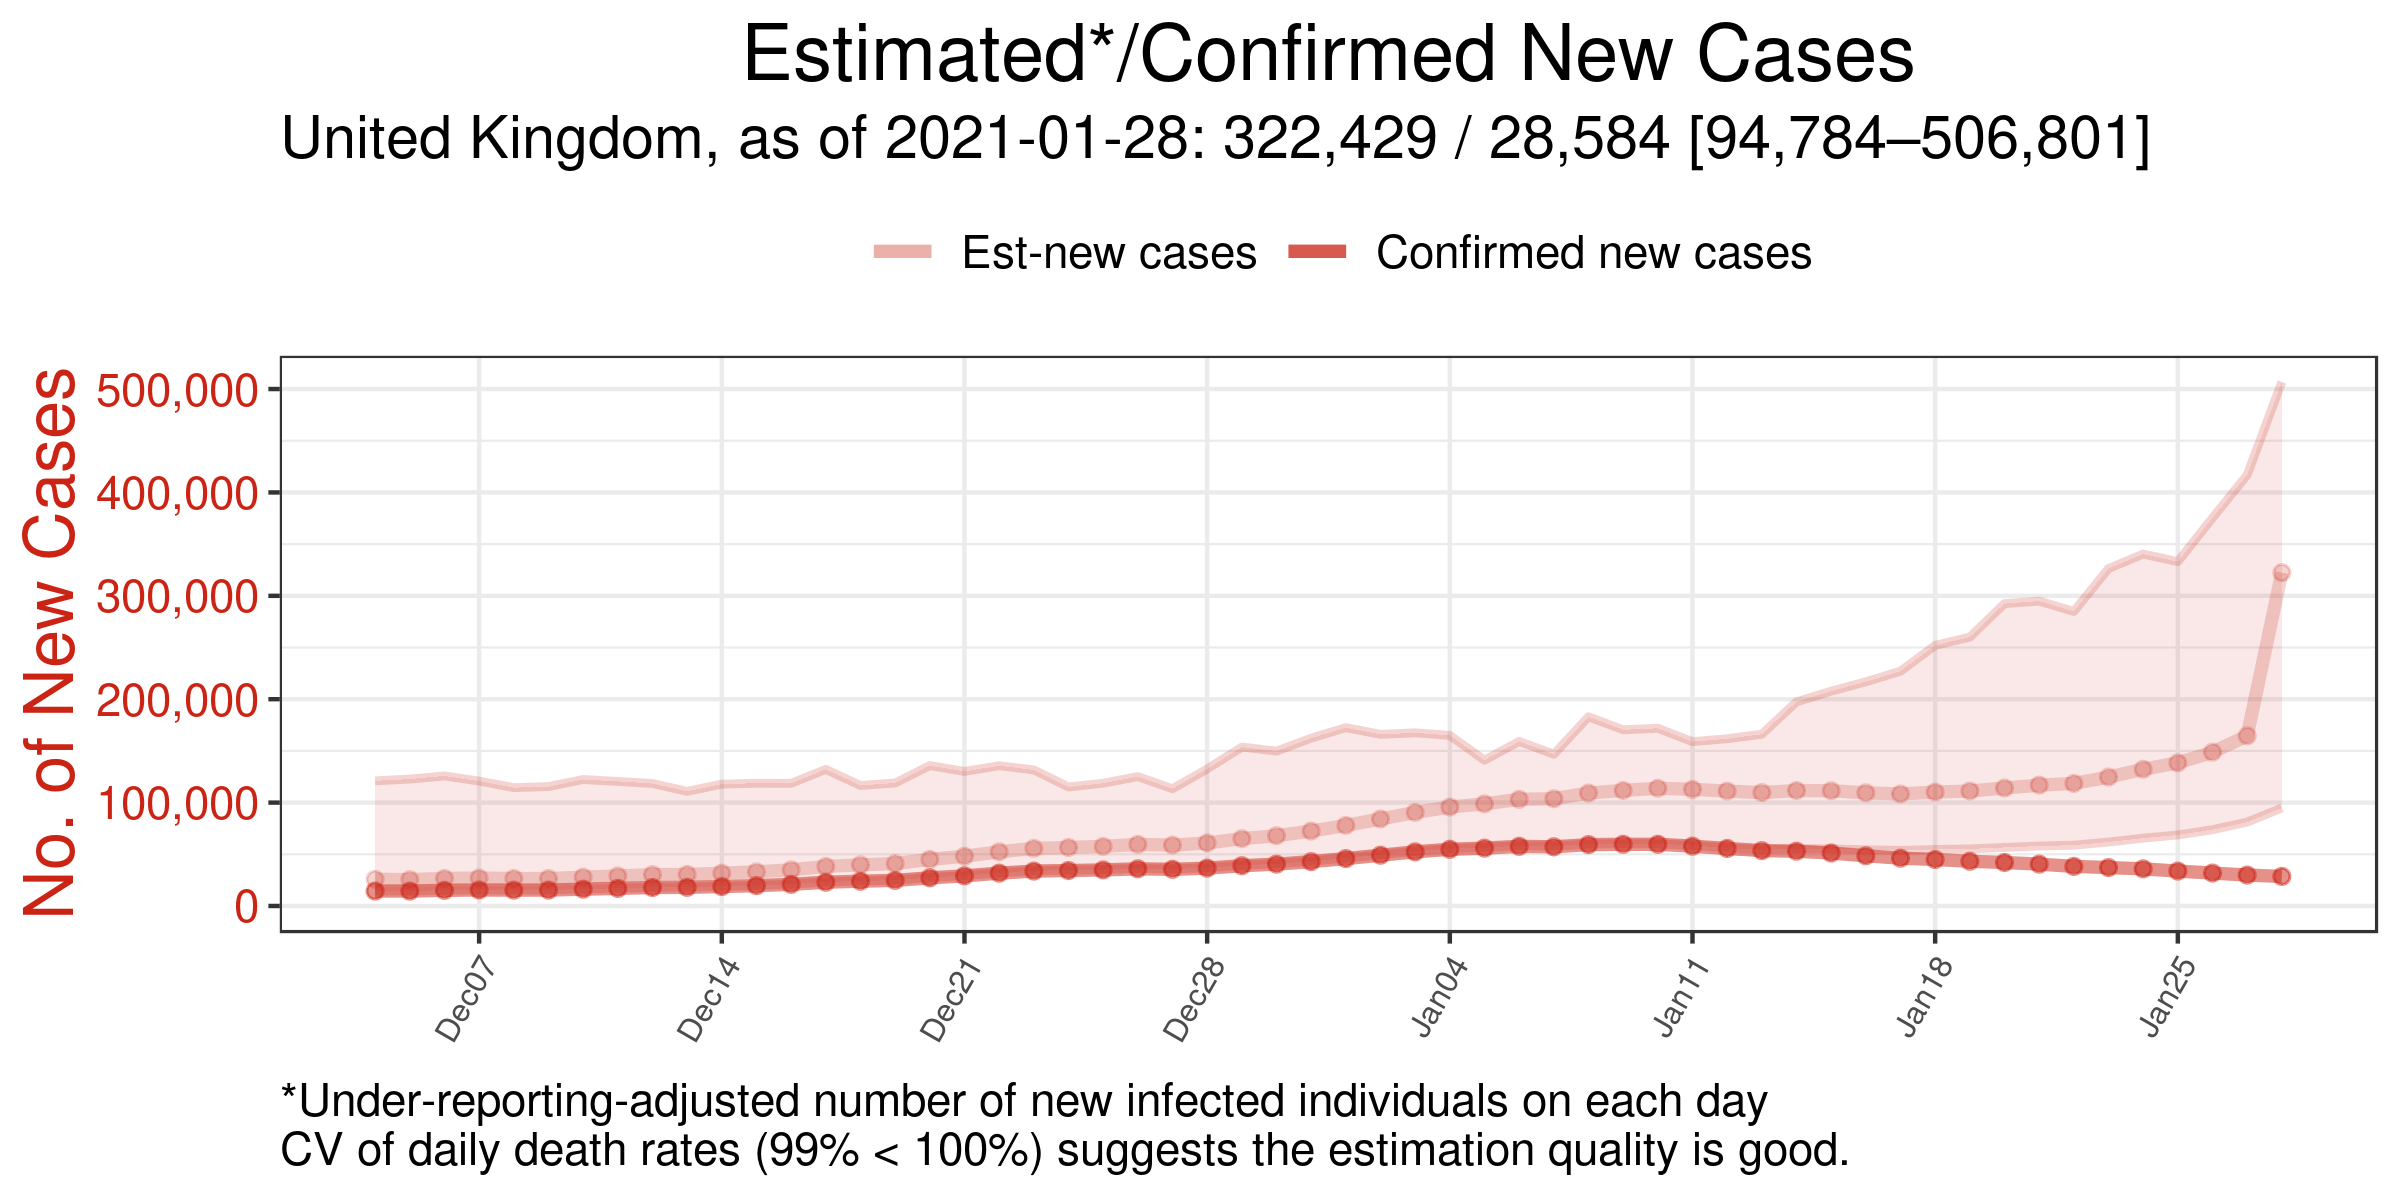 Estimated*/Confirmed New Cases
United Kingdom, as of 2021-01-28: 322,429 / 28,584 [94,784–506,801]
Est-new cases
Confirmed new cases
No. of New Cases
500,000
400,000
300,000
200,000
100,000
0
Dec07
Dec14
Dec21
Dec28
Jan04
Jan11
Jan18
Jan25
*Under-reporting-adjusted number of new infected individuals on each day
CV of daily death rates (99% < 100%) suggests the estimation quality is good.